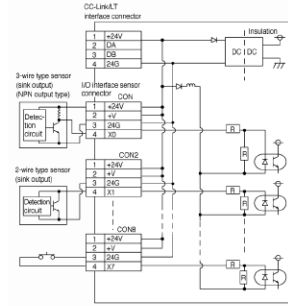 CC-Link/LT
interface connector
1 +24V
2 DA
3 DB
4 24G
Insulation
DC DC
3-wire type sensor
(sink output)
(NPN output type)
I/O interface sensor
connector CON
Detec-
tion
circuit
1 +24V
2 +V
3 24G
4 X0
R
R
2-wire type sensor
(sink output)
CON2
Detection
circuit
1 +24V
2 +V
3 24G
4 X1
R
R
CON8
1 +24V
2 +V
3 24G
4 X7
R
R